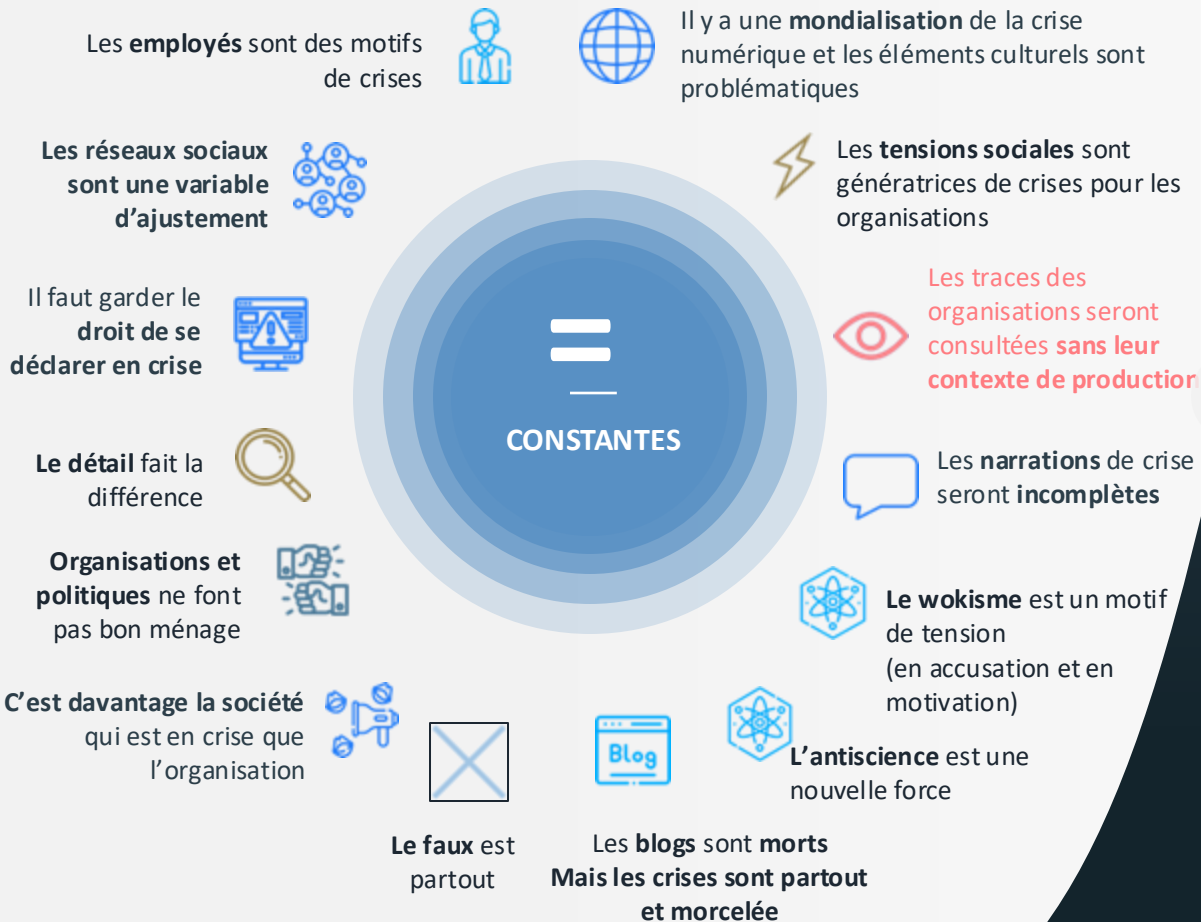 Les employés sont des motifs
de crises
Il y a une mondialisation de la crise
numérique et les éléments culturels sont
problématiques
Les réseaux sociaux
sont une variable
d’ajustement
Les tensions sociales sont
génératrices de crises pour les
organisations
Il faut garder le
droit de se
déclarer en crise
Les traces des
organisations seront
consultées sans leur
contexte de production
=
CONSTANTES
Le détail fait la
différence
Les narrations de crise
seront incomplètes
Organisations et
politiques ne font
pas bon ménage
Le wokisme est un motif
de tension
(en accusation et en
motivation)
C’est davantage la société
qui est en crise que
l’organisation
Blog
L’antiscience est une
nouvelle force
Le faux est
partout
Les blogs sont morts
Mais les crises sont partout
et morcelée